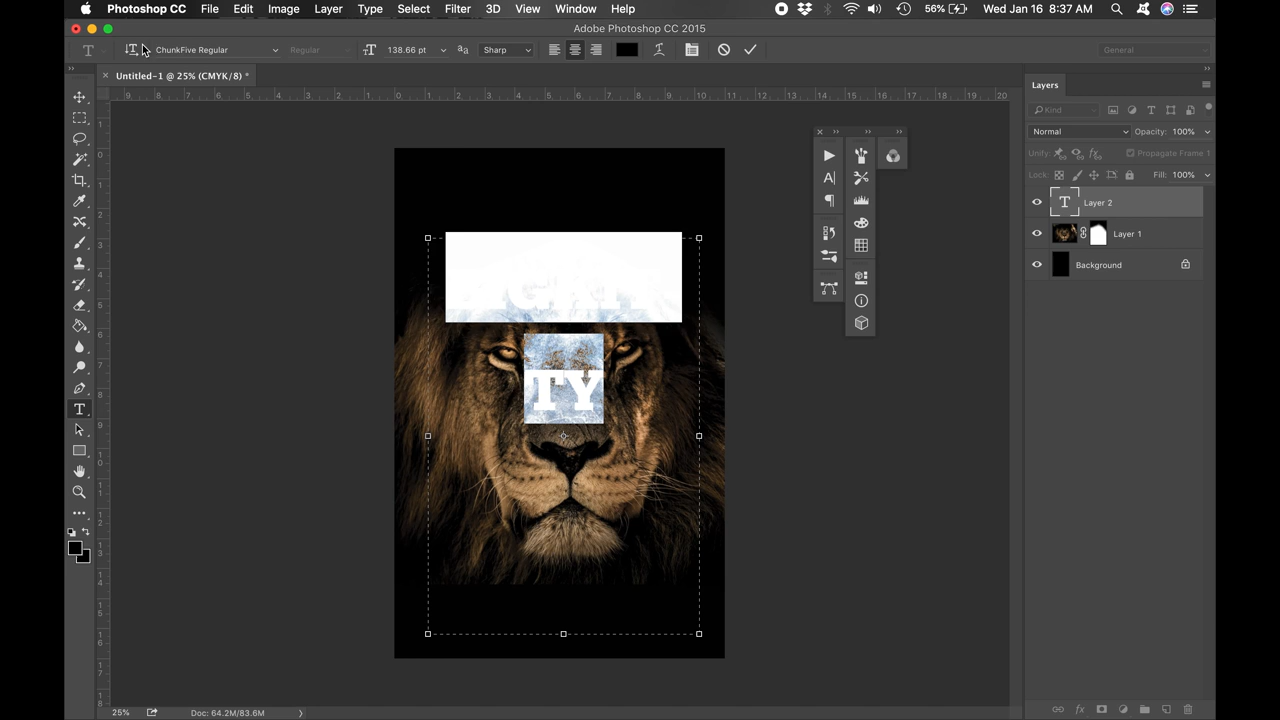 Photoshop CC File Edit Image Layer Type Select Filter 3D View Window Help 56% Wed Jan 16 8:37 AM
Adobe Photoshop CC 2015
T ChunkFive Regular Regular 138.66 pt Sharp General
Untitled-1 @ 25% (CMYK/8) *
Layers
Kind
Normal Opacity: 100%
Unify: Propagate Frame 1
Lock: Fill: 100%
T Layer 2
Layer 1
Background
TY
25% Doc: 64.2M/83.6M